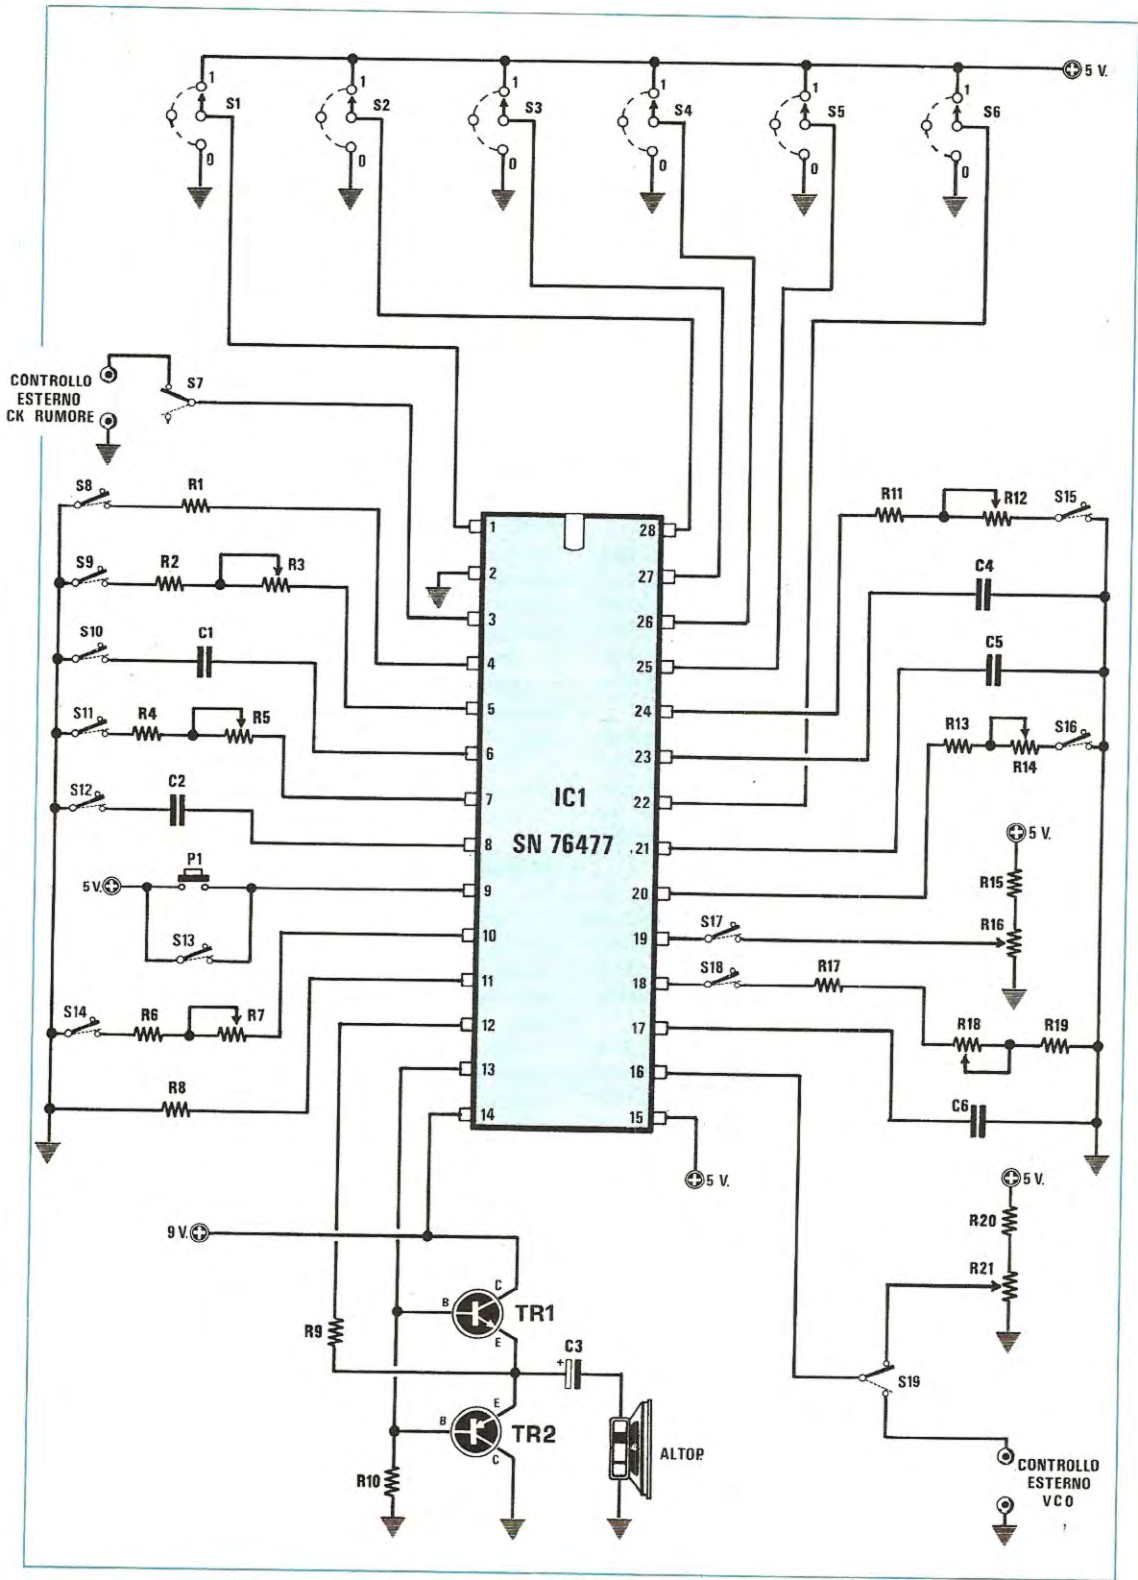 1 1 1 1 1 1 5 V.
S1 S2 S3 S4 S5 S6
0 0 0 0 0 0
CONTROLLO
ESTERNO
CK RUMORE
S7
S8 R1
S9 R2 R3
S10 C1
S11 R4 R5
S12 C2
P1
5 V.
S13
S14 R6 R7
R8
1 28
2 27
3 26
4 25
5 24
6 23
7 22
8 21
9 20
10 19
11 18
12 17
13 16
14 15
IC1
SN 76477
R11 R12 S15
C4
C5
R13 R14 S16
5 V.
R15
R16
S17
S18 R17
R18 R19
C6
5 V.
5 V.
R20
R21
S19
CONTROLLO
ESTERNO
VCO
9 V.
C
B TR1
E
R9
C3
+
E
B TR2
C
R10
ALTOP.